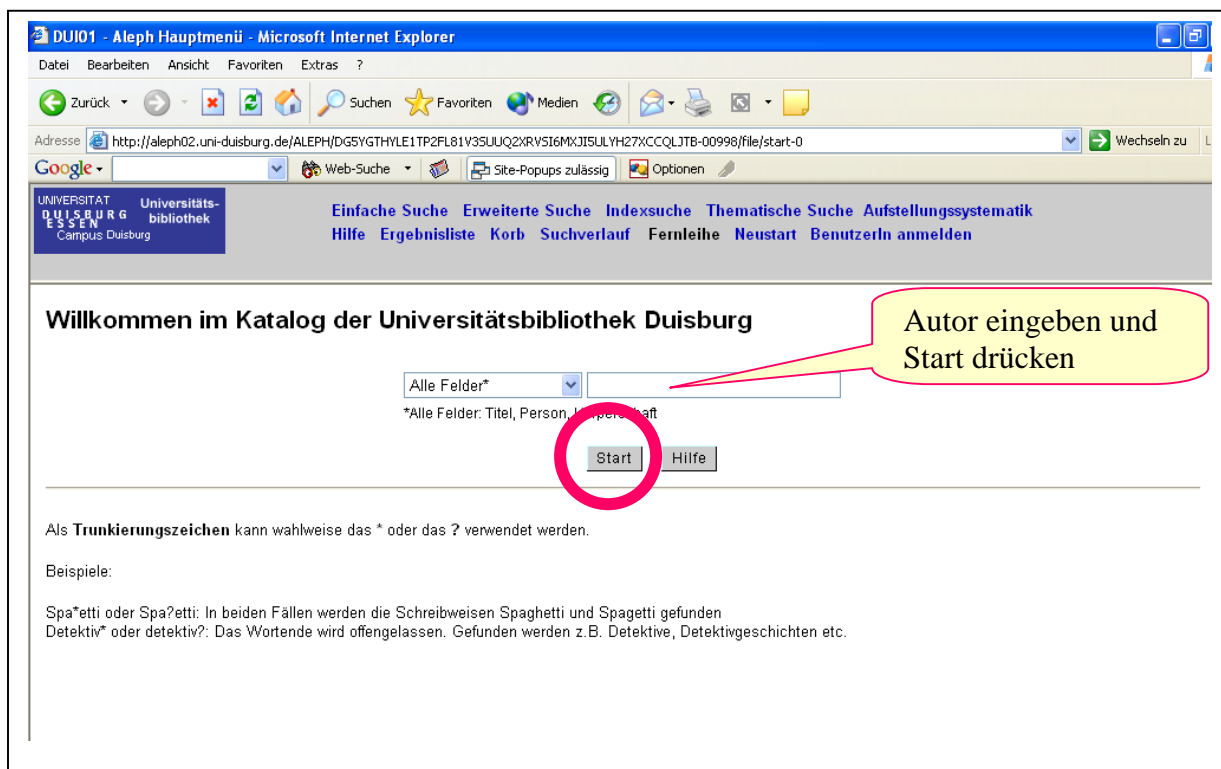 DUI01 - Aleph Hauptmenü - Microsoft Internet Explorer
Datei Bearbeiten Ansicht Favoriten Extras ?
Zurück Suchen Favoriten Medien
Adresse http://aleph02.uni-duisburg.de/ALEPH/DG5YGTHYLE1TP2FL81V35UUQ2XRVSI6MXJI5ULYH27XCCQLJTB-00998/file/start-0 Wechseln zu L
Google Web-Suche Site-Popups zulässig Optionen
UNIVERSITAT Universitäts-
DUISBURG bibliothek
ESSEN
Campus Duisburg
Einfache Suche Erweiterte Suche Indexsuche Thematische Suche Aufstellungssystematik
Hilfe Ergebnisliste Korb Suchverlauf Fernleihe Neustart BenutzerIn anmelden
Willkommen im Katalog der Universitätsbibliothek Duisburg
Autor eingeben und
Start drücken
Alle Felder*
*Alle Felder: Titel, Person, Körperschaft
Start Hilfe
Als Trunkierungszeichen kann wahlweise das * oder das ? verwendet werden.
Beispiele:
Spa*etti oder Spa?etti: In beiden Fällen werden die Schreibweisen Spaghetti und Spagetti gefunden
Detektiv* oder detektiv?: Das Wortende wird offengelassen. Gefunden werden z.B. Detektive, Detektivgeschichten etc.